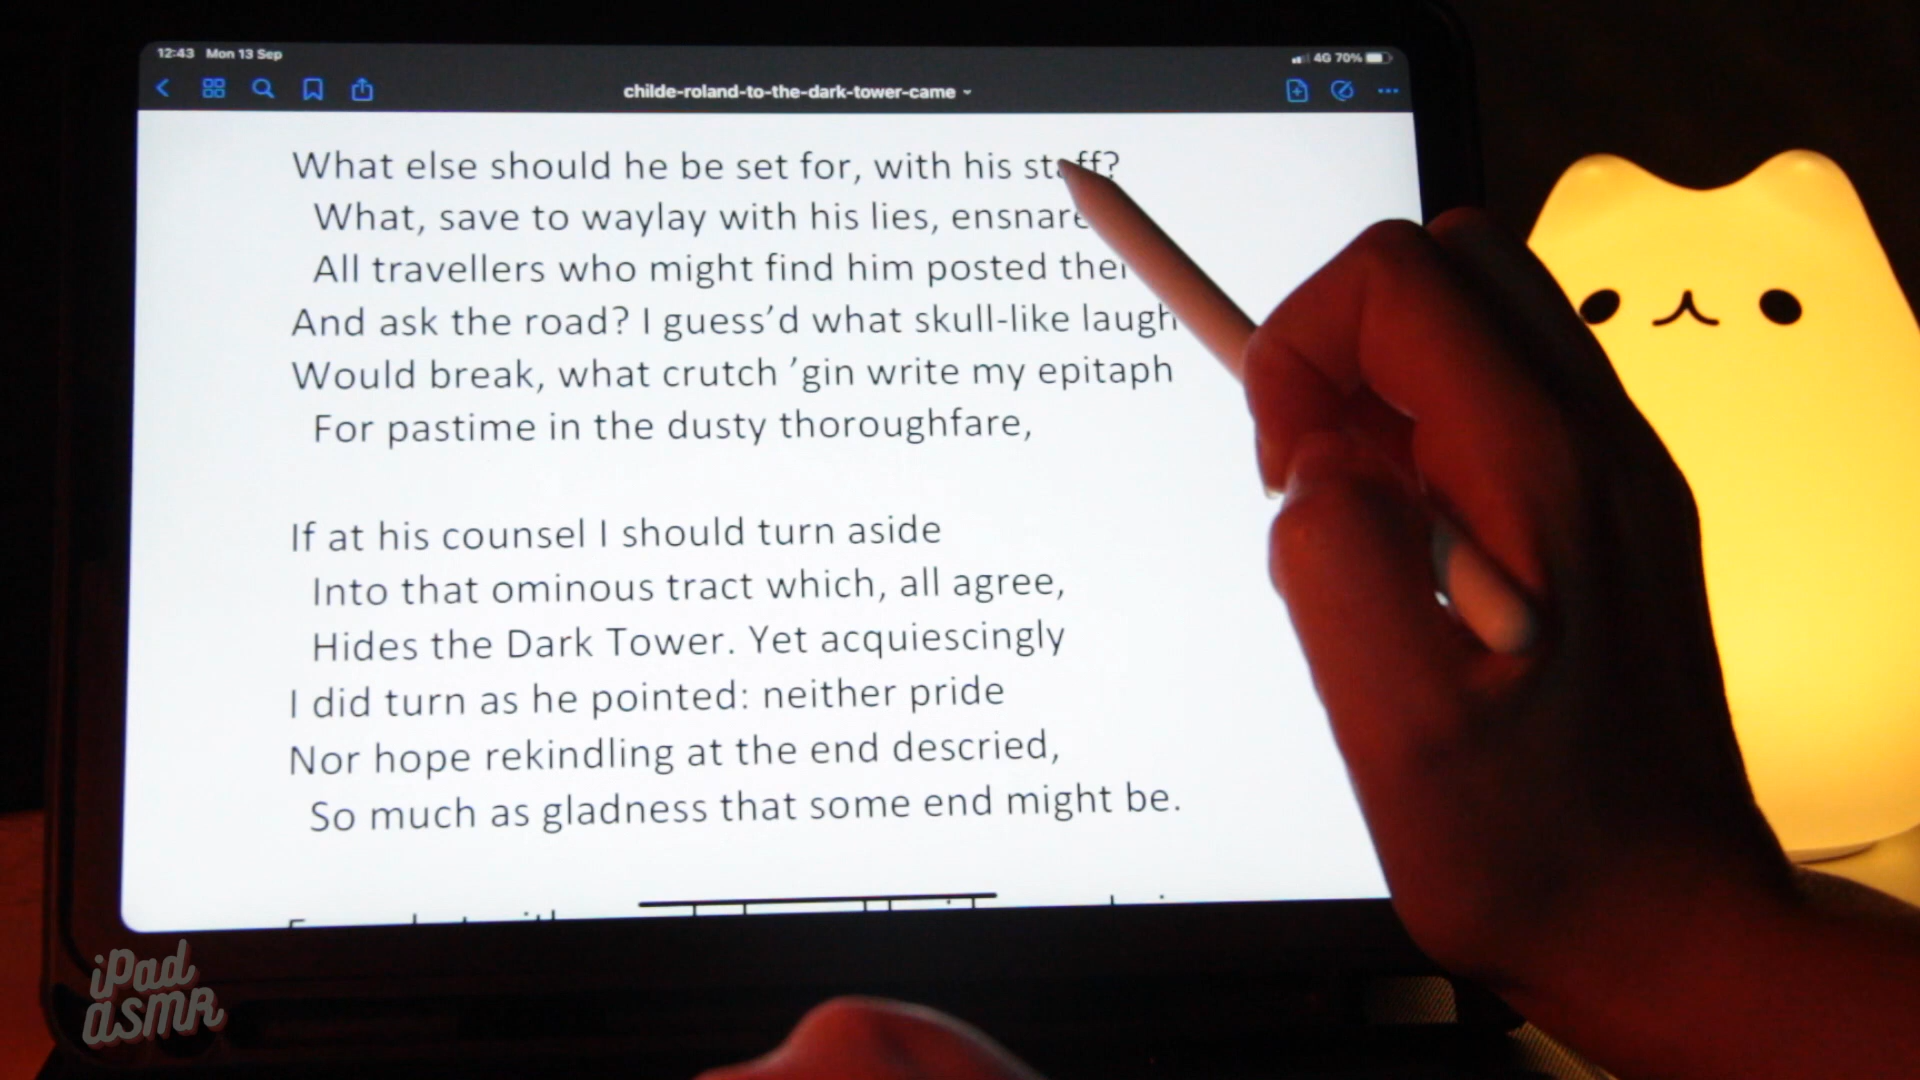 12:43 Mon 13 Sep
4G 70%
childe-roland-to-the-dark-tower-came
What else should he be set for, with his staff?
What, save to waylay with his lies, ensnare
All travellers who might find him posted there
And ask the road? I guess'd what skull-like laugh
Would break, what crutch 'gin write my epitaph
For pastime in the dusty thoroughfare,
If at his counsel I should turn aside
Into that ominous tract which, all agree,
Hides the Dark Tower. Yet acquiescingly
I did turn as he pointed: neither pride
Nor hope rekindling at the end descried,
So much as gladness that some end might be.
iPad
asmr